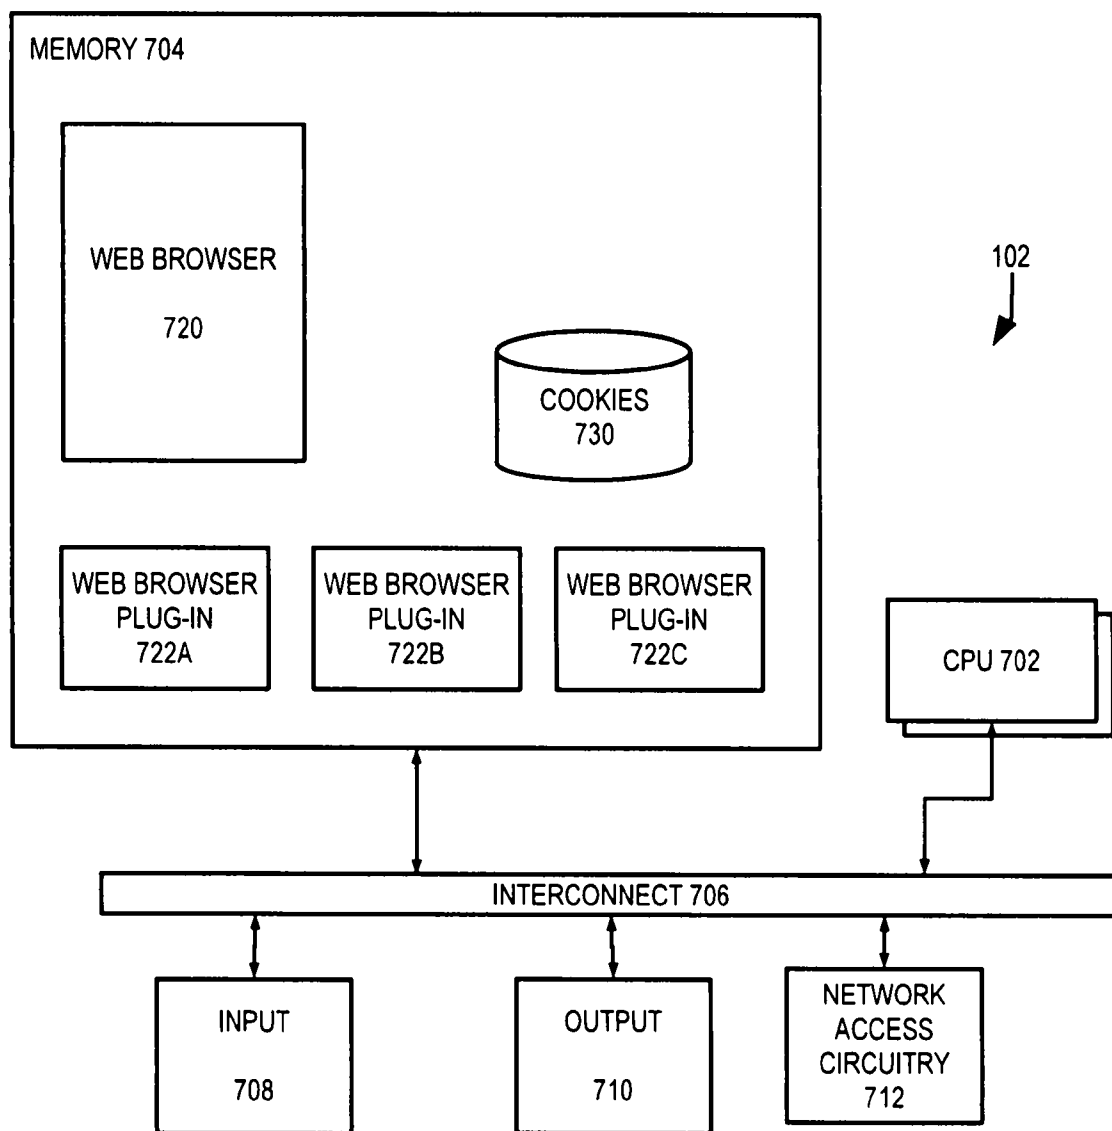 MEMORY 704
WEB BROWSER
720
102
COOKIES
730
WEB BROWSER
PLUG-IN
722A
WEB BROWSER
PLUG-IN
722B
WEB BROWSER
PLUG-IN
722C
CPU 702
INTERCONNECT 706
INPUT
708
OUTPUT
710
NETWORK
ACCESS
CIRCUITRY
712